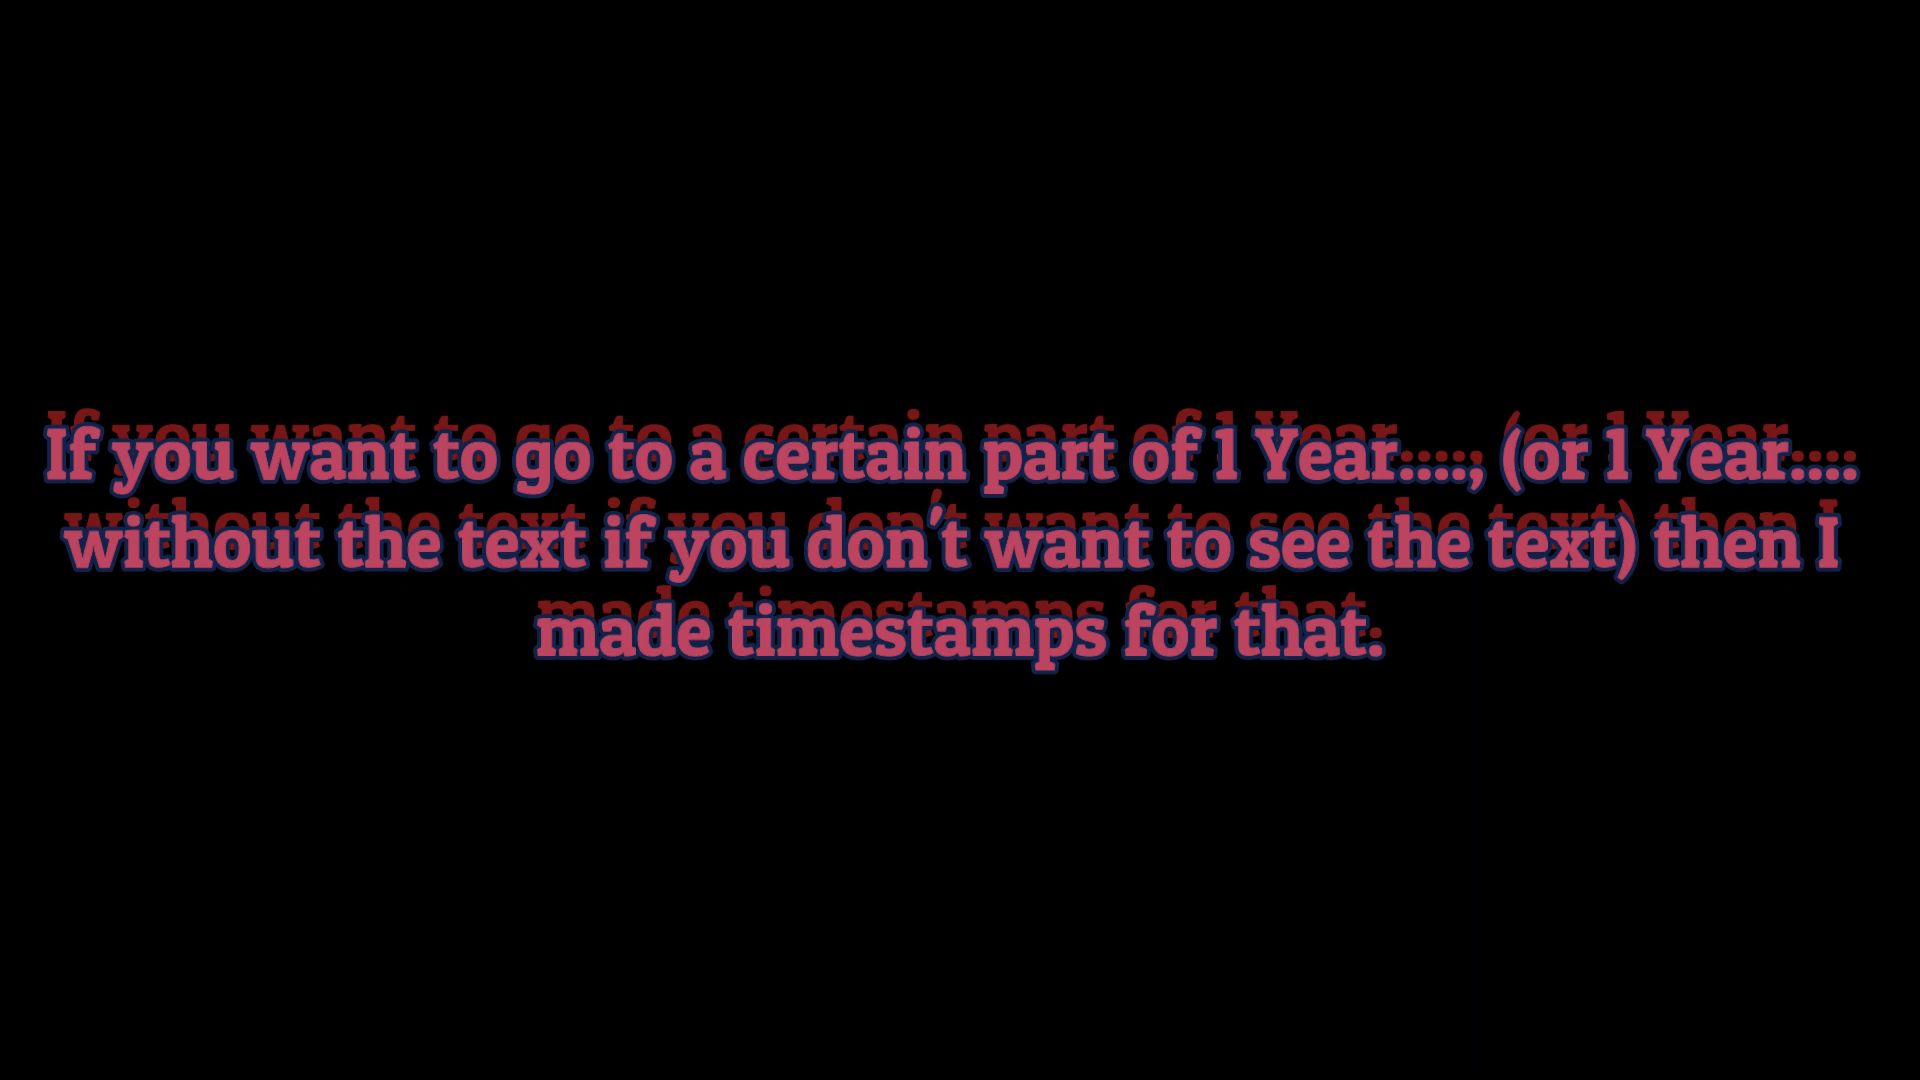 If you want to go to a certain part of 1 Year...., (or 1 Year....
without the text if you don't want to see the text) then I
made timestamps for that.